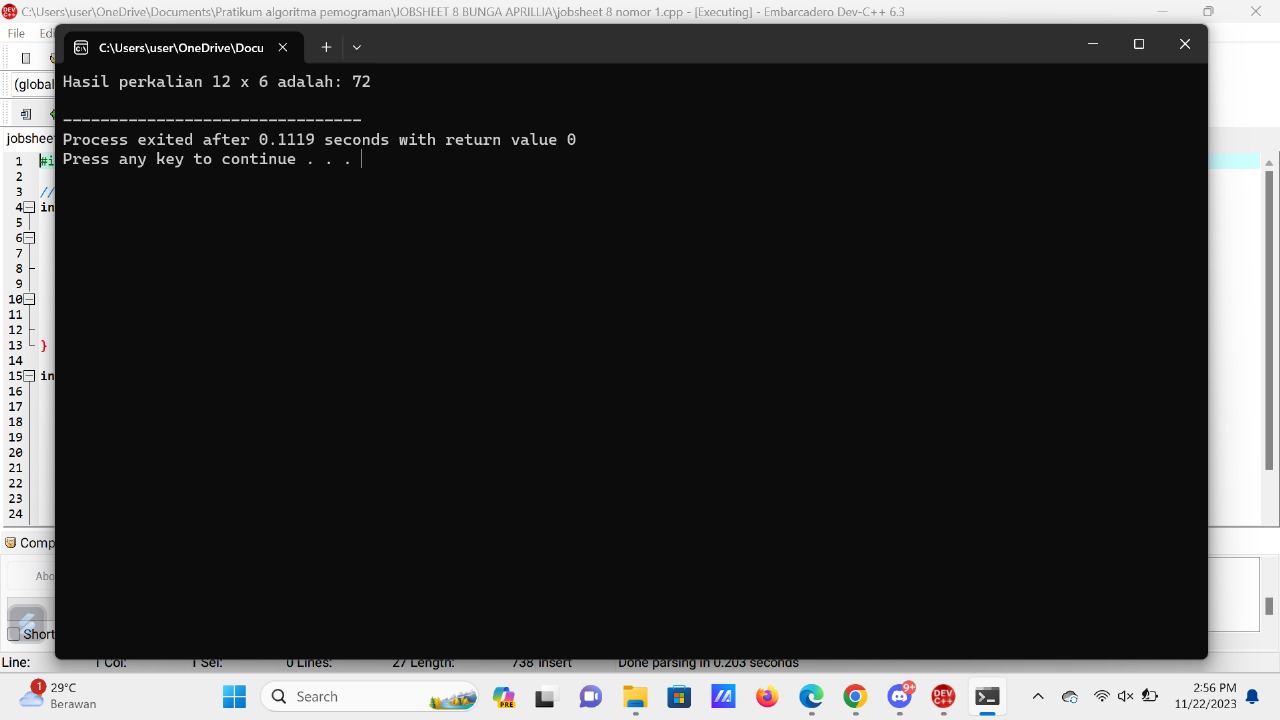 C:\Users\user\OneDrive\Documents\Pratikum algoritma pemograman\JOBSHEET 8 BUNGA APRILLIA\jobsheet 8 nomor 1.cpp - [Executing] - Embarcadero Dev-C++ 6.3
File Edi
C:\Users\user\OneDrive\Docu
(global
jobshee
Hasil perkalian 12 x 6 adalah: 72
--------------------------------
Process exited after 0.1119 seconds with return value 0
Press any key to continue . . .
1 #i
2
3 //
4 in
5
6
7
8
9
10
11
12
13 }
14
15 in
16
17
18
19
20
21
22
23
24
Comp
Abo
Short
Line: 1 Col: 1 Sel: 0 Lines: 27 Length: 738 Insert Done parsing in 0.203 seconds
1
29°C
Berawan
Search
PRE
9+
DEV C++
2:56 PM
11/22/2023